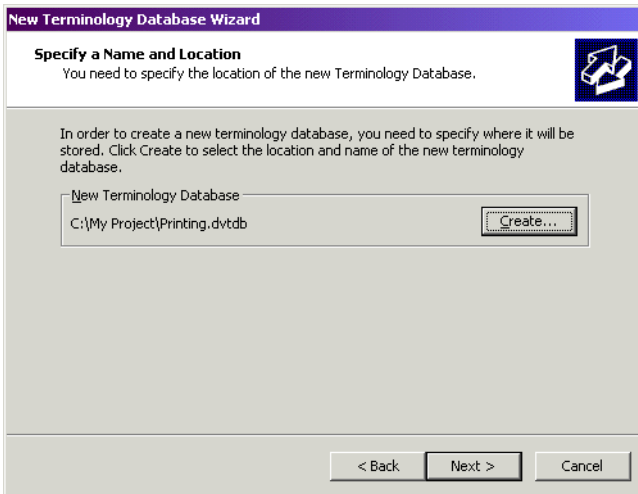 New Terminology Database Wizard
Specify a Name and Location
You need to specify the location of the new Terminology Database.
In order to create a new terminology database, you need to specify where it will be
stored. Click Create to select the location and name of the new terminology
database.
New Terminology Database
C:\My Project\Printing.dvtdb
Create...
< Back
Next >
Cancel